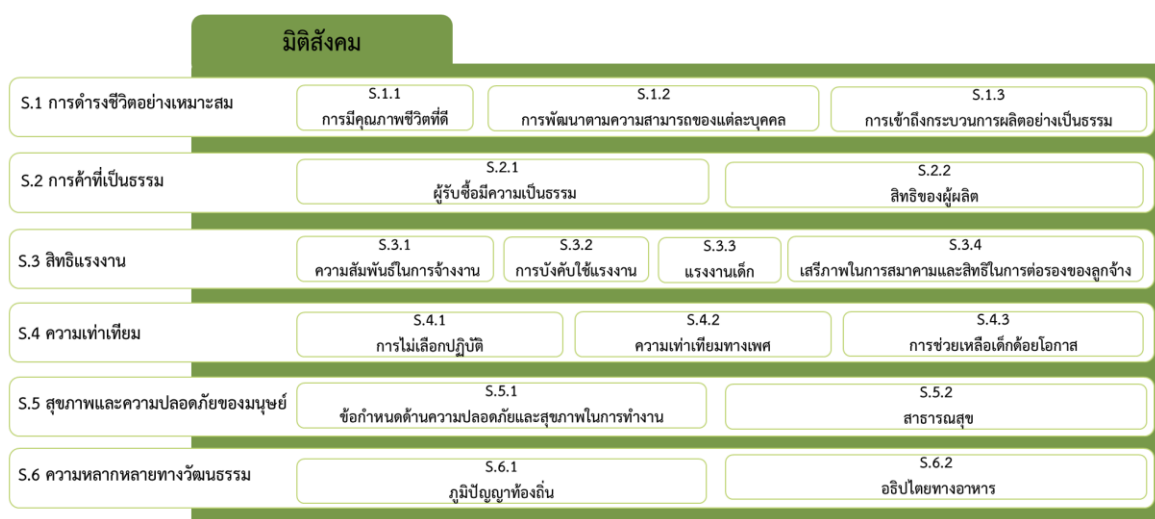 มิติสังคม
S.1 การดำรงชีวิตอย่างเหมาะสม
S.1.1
การมีคุณภาพชีวิตที่ดี
S.1.2
การพัฒนาตามความสามารถของแต่ละบุคคล
S.1.3
การเข้าถึงกระบวนการผลิตอย่างเป็นธรรม
S.2 การค้าที่เป็นธรรม
S.2.1
ผู้รับซื้อมีความเป็นธรรม
S.2.2
สิทธิของผู้ผลิต
S.3 สิทธิแรงงาน
S.3.1
ความสัมพันธ์ในการจ้างงาน
S.3.2
การบังคับใช้แรงงาน
S.3.3
แรงงานเด็ก
S.3.4
เสรีภาพในการสมาคมและสิทธิในการต่อรองของลูกจ้าง
S.4 ความเท่าเทียม
S.4.1
การไม่เลือกปฏิบัติ
S.4.2
ความเท่าเทียมทางเพศ
S.4.3
การช่วยเหลือเด็กด้อยโอกาส
S.5 สุขภาพและความปลอดภัยของมนุษย์
S.5.1
ข้อกำหนดด้านความปลอดภัยและสุขภาพในการทำงาน
S.5.2
สาธารณสุข
S.6 ความหลากหลายทางวัฒนธรรม
S.6.1
ภูมิปัญญาท้องถิ่น
S.6.2
อธิปไตยทางอาหาร